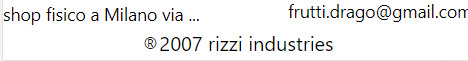 shop fisico a Milano via ... frutti.drago@gmail.com
®2007 rizzi industries